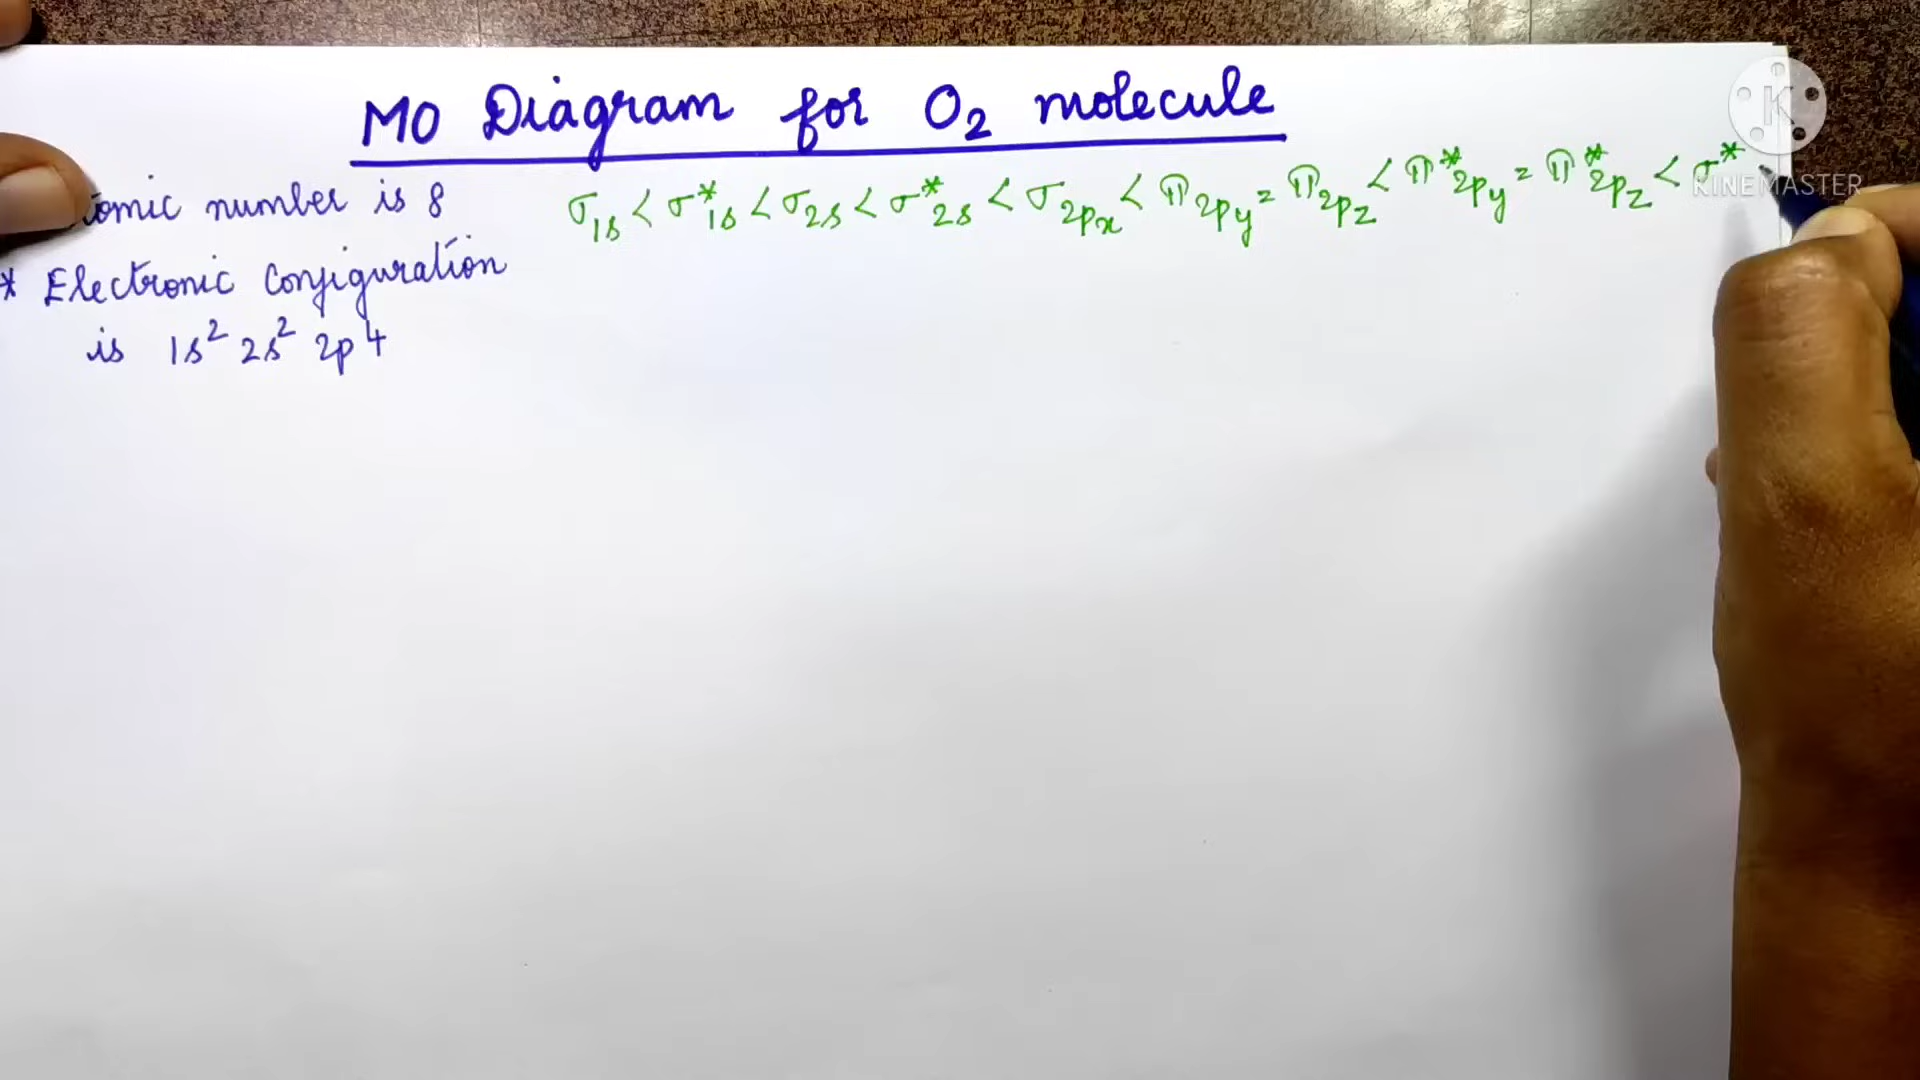 MO Diagram for O₂ molecule
tomic number is 8
σ1s < σ*1s < σ2s < σ*2s < σ2px < π2py = π2pz < π*2py = π*2pz < σ*
* Electronic Configuration
is 1s² 2s² 2p⁴
KINEMASTER